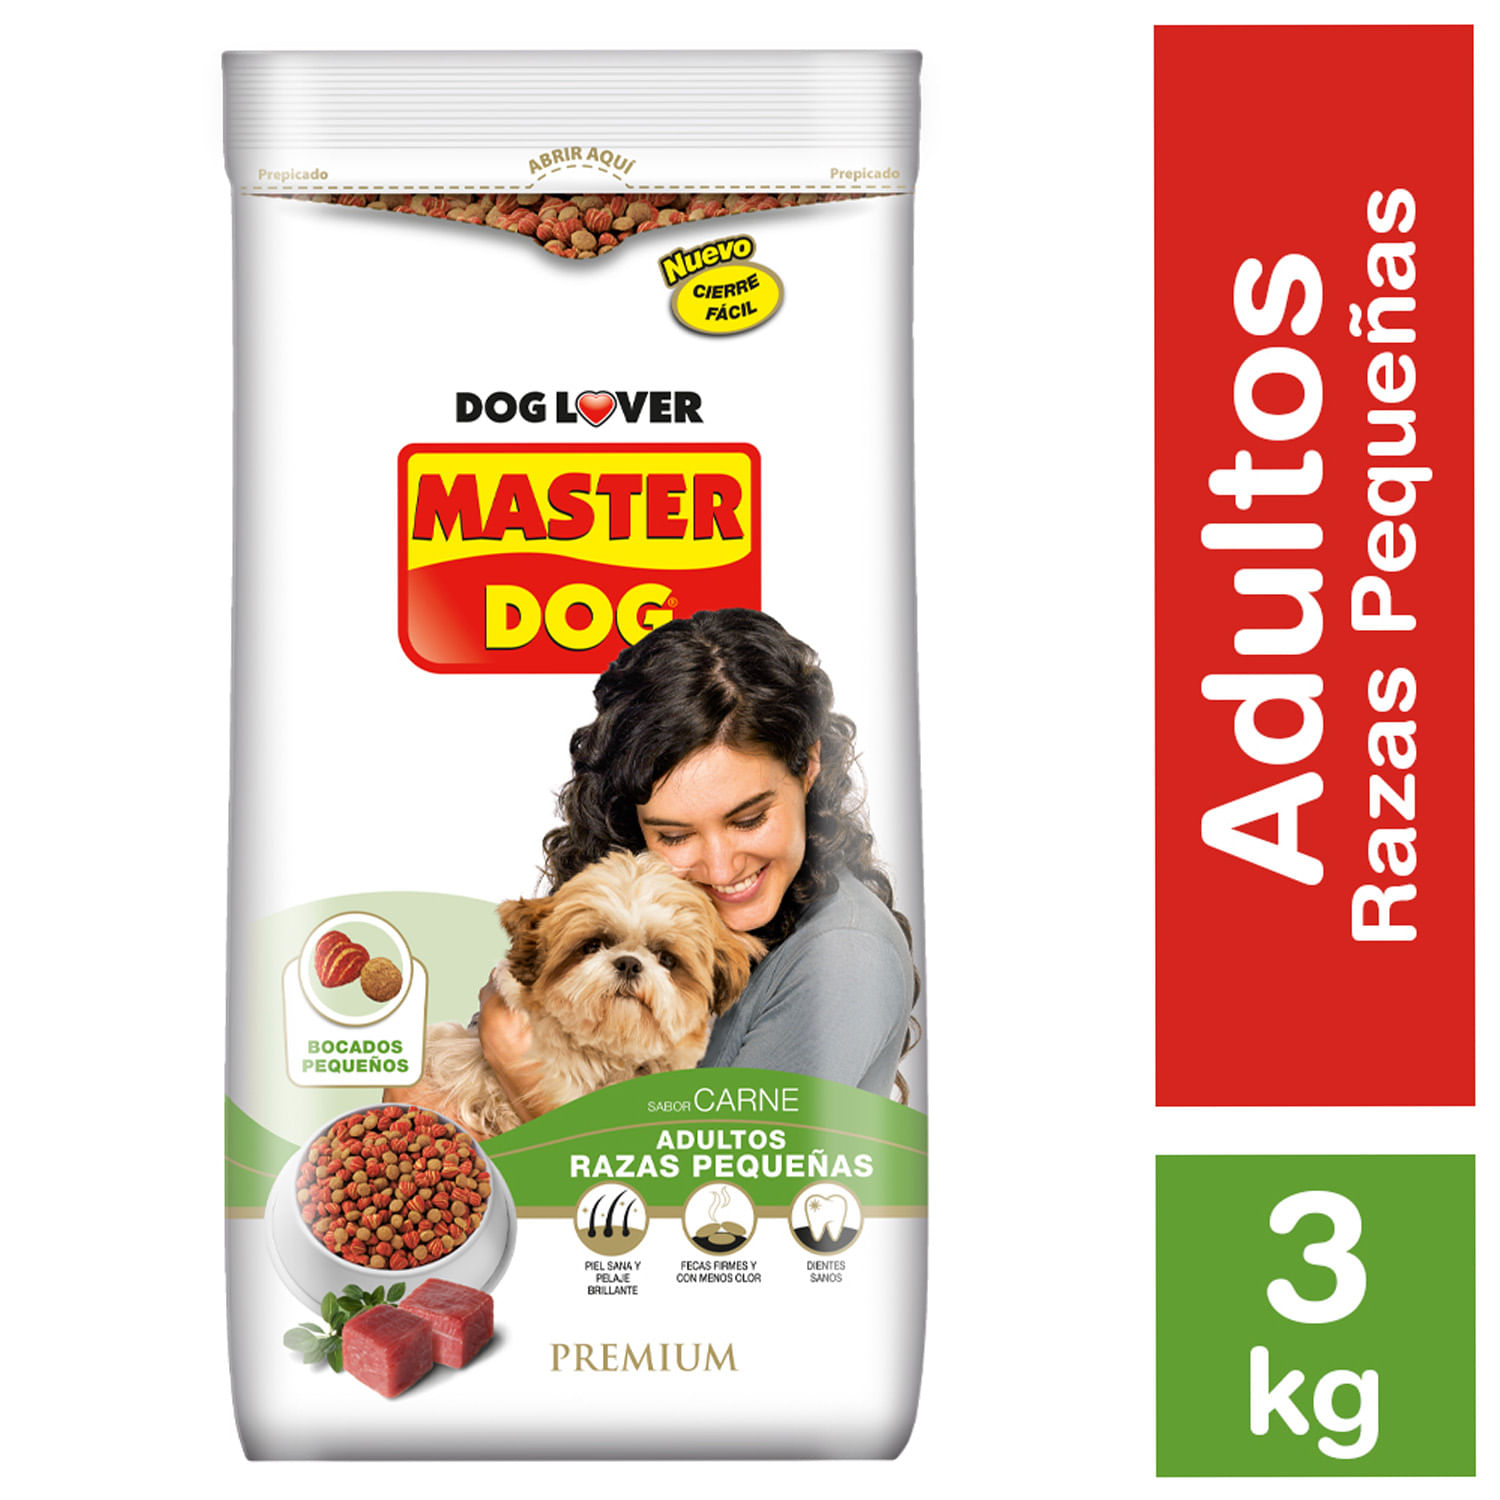 Prepicado
ABRIR AQUÍ
Prepicado
Nuevo
CIERRE
FÁCIL
DOG LOVER
MASTER
DOG®
BOCADOS
PEQUEÑOS
SABOR CARNE
ADULTOS
RAZAS PEQUEÑAS
PIEL SANA Y
PELAJE
BRILLANTE
FECAS FIRMES Y
CON MENOS OLOR
DIENTES
SANOS
PREMIUM
Adultos
Razas Pequeñas
3
kg